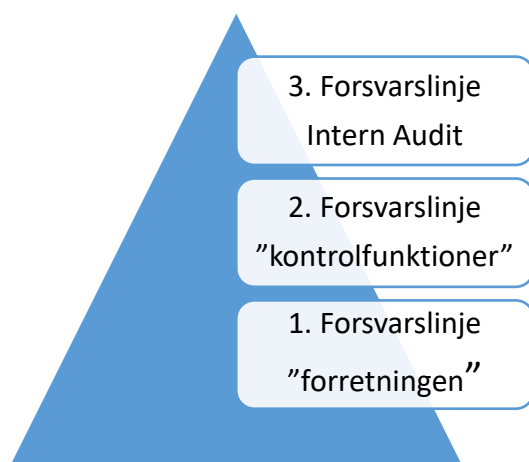 3. Forsvarslinje
Intern Audit
2. Forsvarslinje
”kontrolfunktioner”
1. Forsvarslinje
”forretningen”